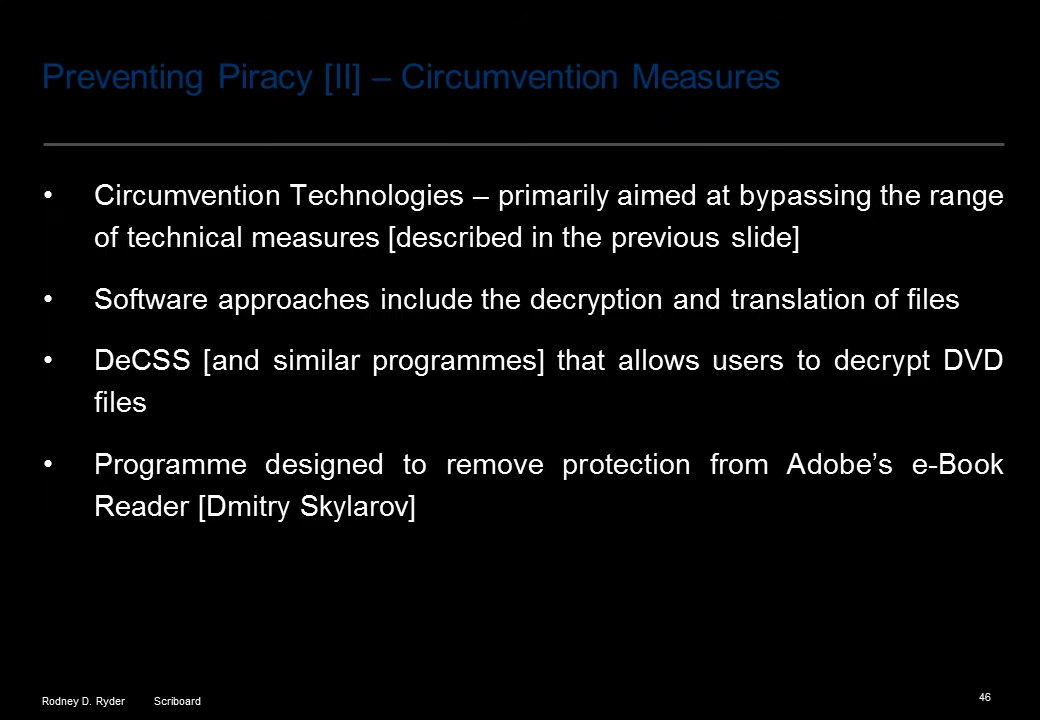 Preventing Piracy [II] – Circumvention Measures
• Circumvention Technologies – primarily aimed at bypassing the range
of technical measures [described in the previous slide]
• Software approaches include the decryption and translation of files
• DeCSS [and similar programmes] that allows users to decrypt DVD
files
• Programme designed to remove protection from Adobe’s e-Book
Reader [Dmitry Skylarov]
Rodney D. Ryder Scriboard
46